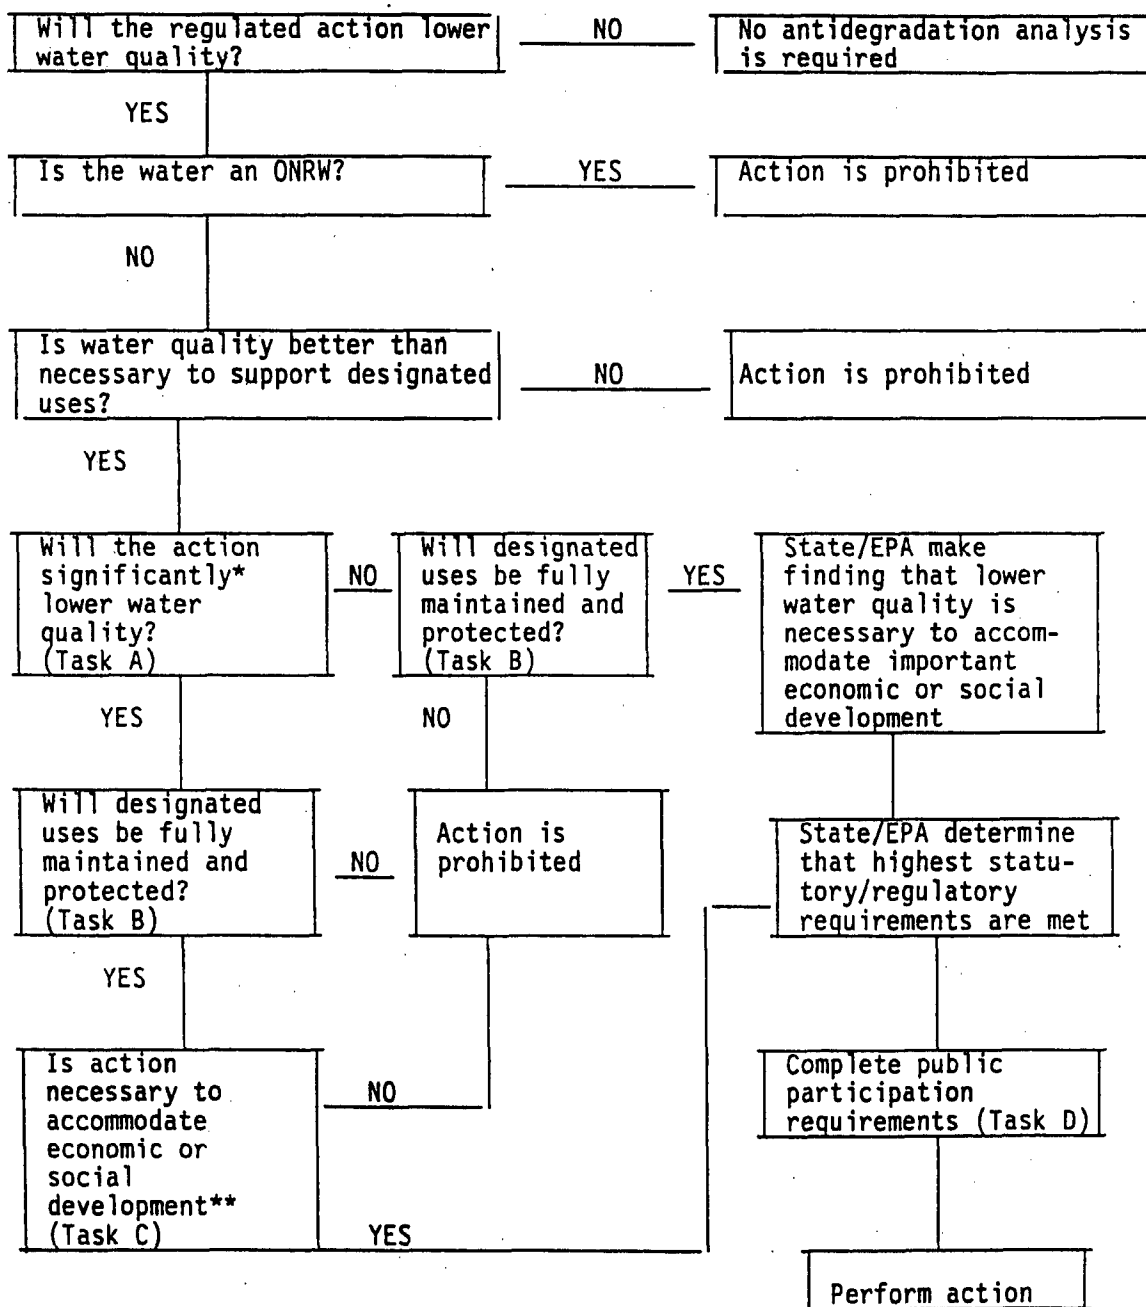 Will the regulated action lower
water quality?
NO
No antidegradation analysis
is required
YES
Is the water an ONRW?
YES
Action is prohibited
NO
Is water quality better than
necessary to support designated
uses?
NO
Action is prohibited
YES
Will the action
significantly*
lower water
quality?
(Task A)
NO
Will designated
uses be fully
maintained and
protected?
(Task B)
YES
State/EPA make
finding that lower
water quality is
necessary to accom-
modate important
economic or social
development
YES
NO
Will designated
uses be fully
maintained and
protected?
(Task B)
NO
Action is
prohibited
State/EPA determine
that highest statu-
tory/regulatory
requirements are met
YES
Is action
necessary to
accommodate
economic or
social
development**
(Task C)
NO
YES
Complete public
participation
requirements (Task D)
Perform action